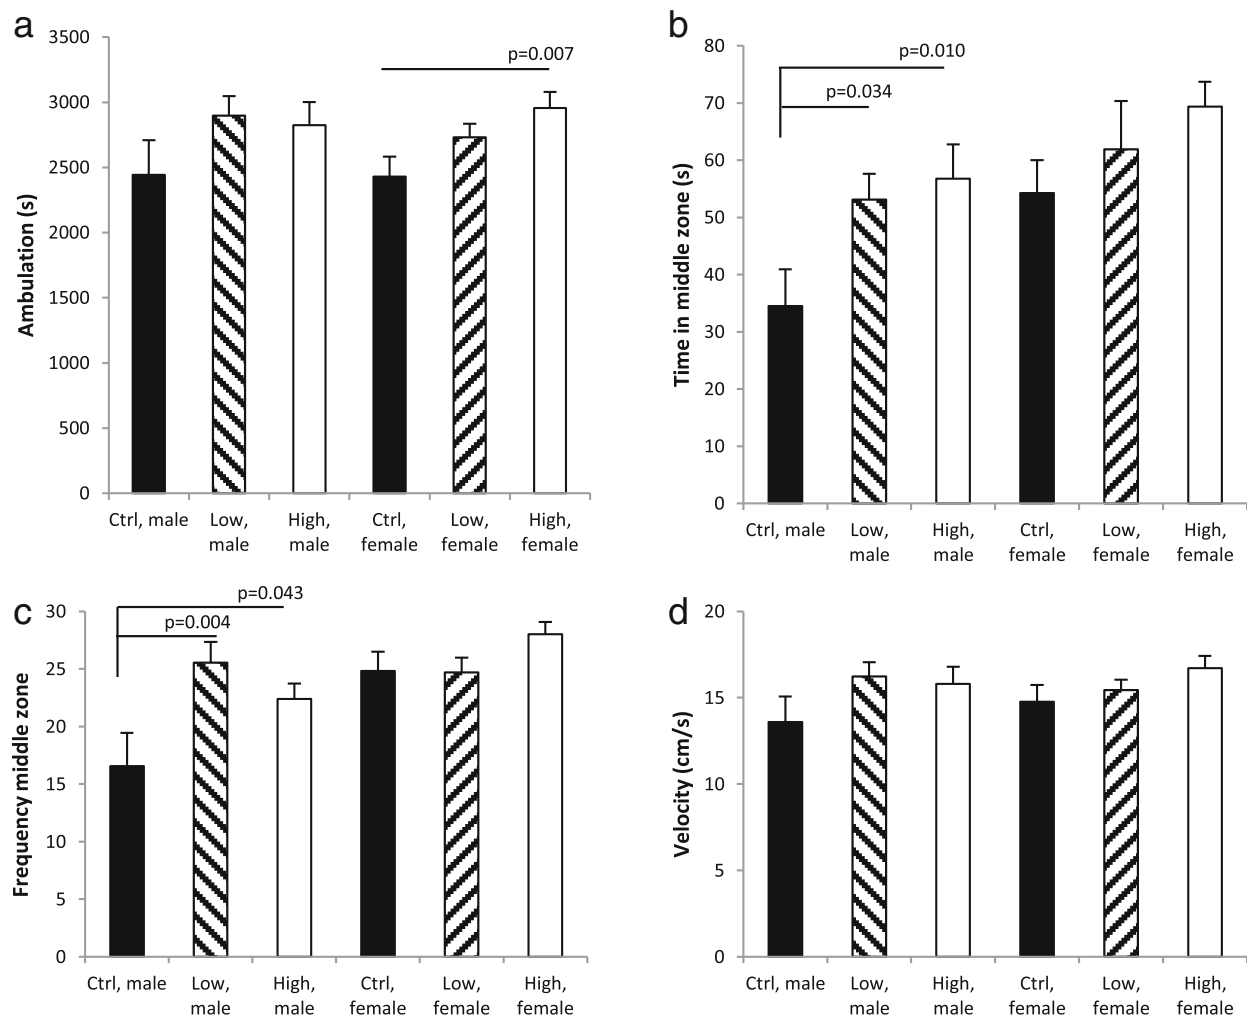 a
3500
3000
2500
2000
1500
1000
500
0
Ambulation (s)
p=0.007
Ctrl, male
Low,
male
High,
male
Ctrl,
female
Low,
female
High,
female
b
80
70
60
50
40
30
20
10
0
Time in middle zone (s)
p=0.010
p=0.034
Ctrl, male
Low,
male
High,
male
Ctrl,
female
Low,
female
High,
female
c
30
25
20
15
10
5
0
Frequency middle zone
p=0.043
p=0.004
Ctrl, male
Low,
male
High,
male
Ctrl,
female
Low,
female
High,
female
d
20
15
10
5
0
Velocity (cm/s)
Ctrl, male
Low,
male
High,
male
Ctrl,
female
Low,
female
High,
female